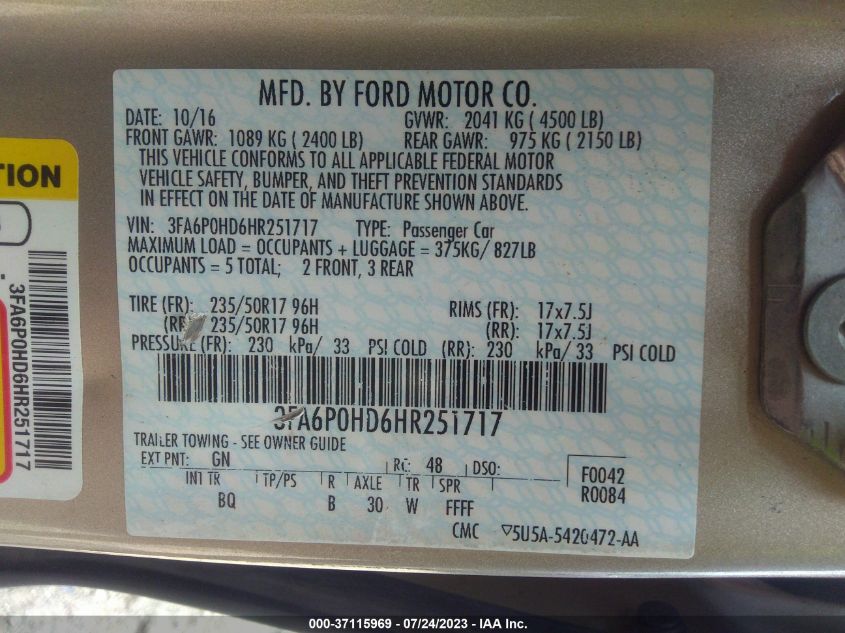 MFD. BY FORD MOTOR CO.
DATE: 10/16 GVWR: 2041 KG ( 4500 LB)
FRONT GAWR: 1089 KG ( 2400 LB) REAR GAWR: 975 KG ( 2150 LB)
THIS VEHICLE CONFORMS TO ALL APPLICABLE FEDERAL MOTOR
VEHICLE SAFETY, BUMPER, AND THEFT PREVENTION STANDARDS
IN EFFECT ON THE DATE OF MANUFACTURE SHOWN ABOVE.
VIN: 3FA6P0HD6HR251717 TYPE: Passenger Car
MAXIMUM LOAD = OCCUPANTS + LUGGAGE = 375KG/ 827LB
OCCUPANTS = 5 TOTAL; 2 FRONT, 3 REAR
TIRE (FR): 235/50R17 96H RIMS (FR): 17x7.5J
(RR) 235/50R17 96H (RR): 17x7.5J
PRESSURE (FR): 230 kPa/ 33 PSI COLD (RR): 230 kPa/ 33 PSI COLD
3FA6P0HD6HR251717
TRAILER TOWING - SEE OWNER GUIDE
EXT PNT: GN RC: 48 DSO: F0042
INT TR TP/PS R AXLE TR SPR R0084
BQ B 30 W FFFF
CMC ▽5U5A-5420472-AA
TION
3FA6P0HD6HR251717
000-37115969 / 07/24/2023 / IAA Inc.